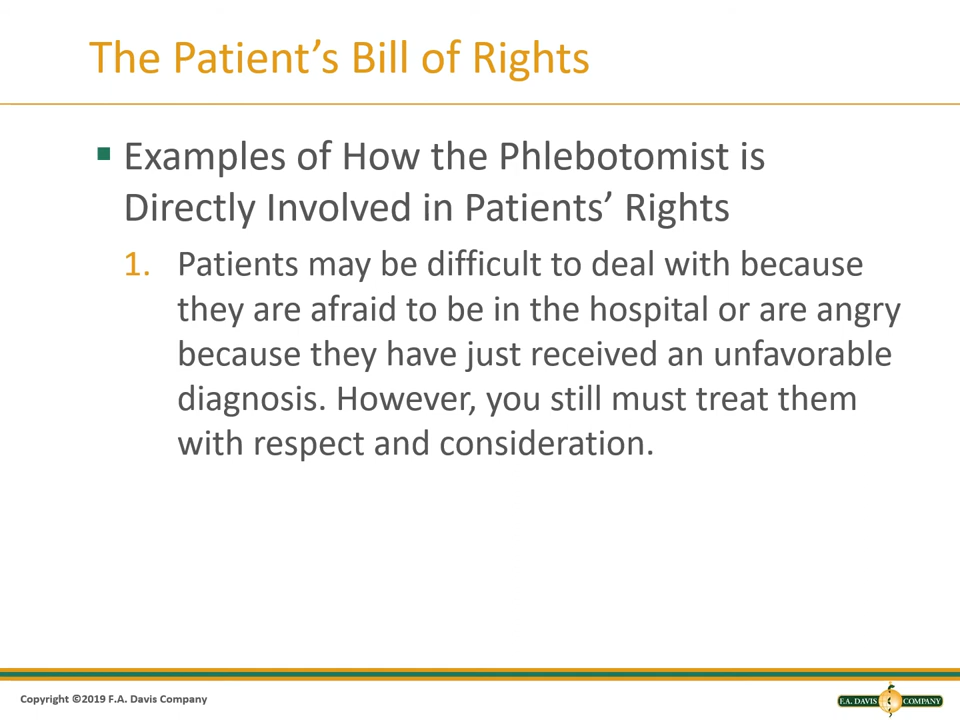 The Patient’s Bill of Rights
▪ Examples of How the Phlebotomist is
Directly Involved in Patients’ Rights
1. Patients may be difficult to deal with because
they are afraid to be in the hospital or are angry
because they have just received an unfavorable
diagnosis. However, you still must treat them
with respect and consideration.
Copyright ©2019 F.A. Davis Company
F.A. DAVIS COMPANY